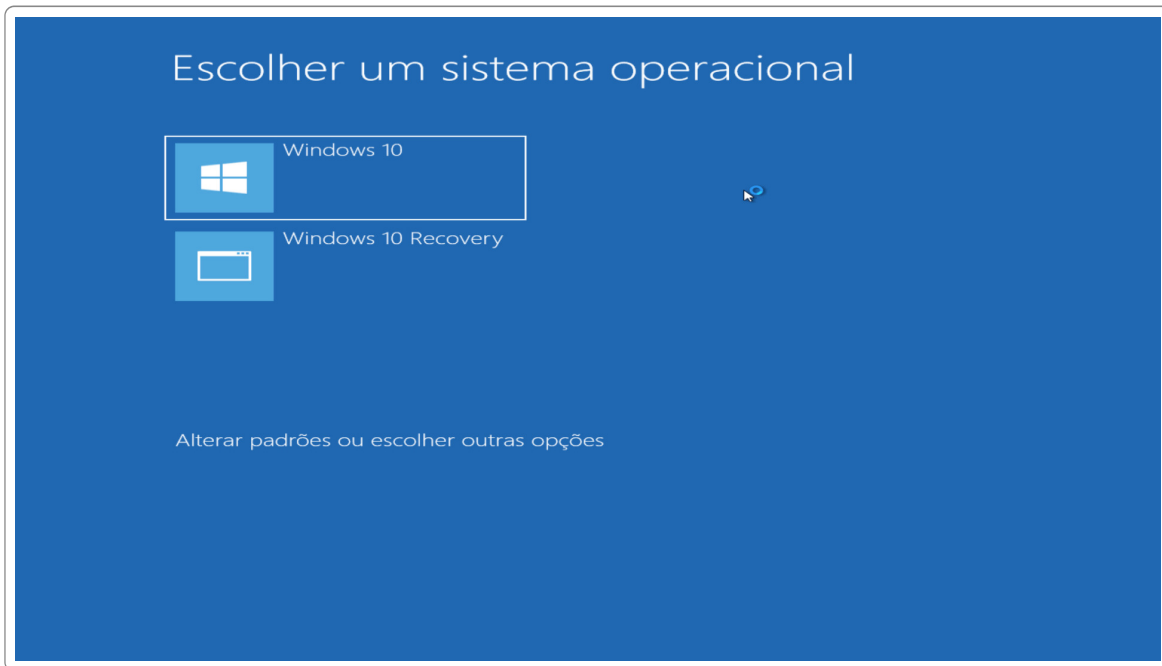 Escolher um sistema operacional
Windows 10
Windows 10 Recovery
Alterar padrões ou escolher outras opções